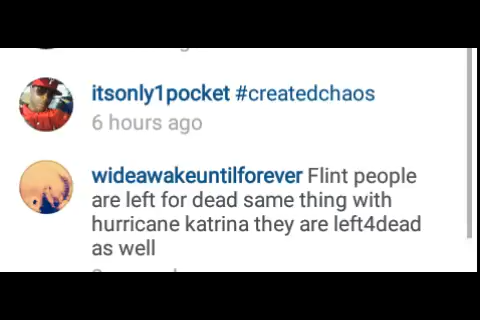 itsonly1pocket #createdchaos
6 hours ago
wideawakeuntilforever Flint people
are left for dead same thing with
hurricane katrina they are left4dead
as well